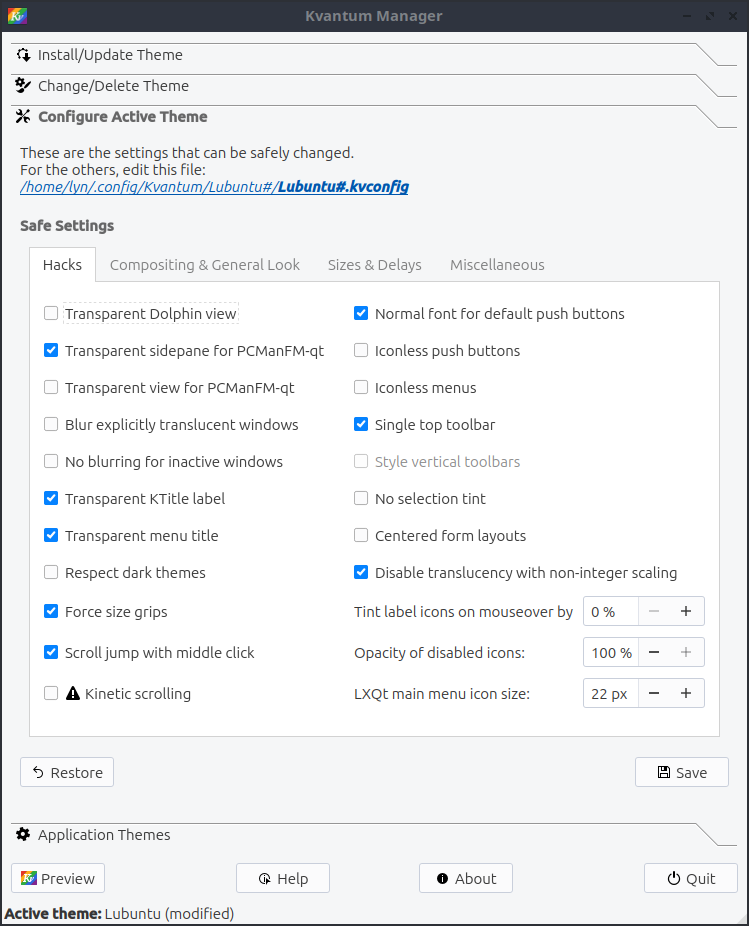 Kvantum Manager
Install/Update Theme
Change/Delete Theme
Configure Active Theme
These are the settings that can be safely changed.
For the others, edit this file:
/home/lyn/.config/Kvantum/Lubuntu#/Lubuntu#.kvconfig
Safe Settings
Hacks Compositing & General Look Sizes & Delays Miscellaneous
Transparent Dolphin view Normal font for default push buttons
Transparent sidepane for PCManFM-qt Iconless push buttons
Transparent view for PCManFM-qt Iconless menus
Blur explicitly translucent windows Single top toolbar
No blurring for inactive windows Style vertical toolbars
Transparent KTitle label No selection tint
Transparent menu title Centered form layouts
Respect dark themes Disable translucency with non-integer scaling
Force size grips Tint label icons on mouseover by 0 % − +
Scroll jump with middle click Opacity of disabled icons: 100 % − +
Kinetic scrolling LXQt main menu icon size: 22 px − +
Restore Save
Application Themes
Preview Help About Quit
Active theme: Lubuntu (modified)